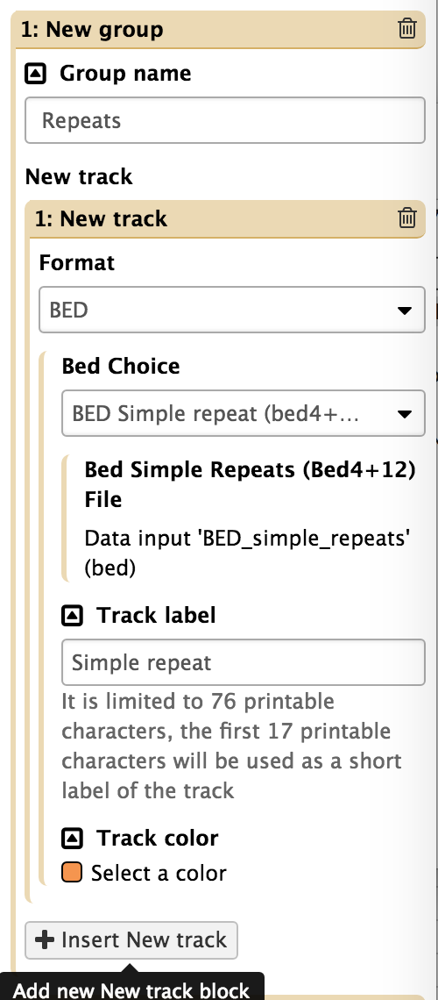 1: New group
Group name
Repeats
New track
1: New track
Format
BED
Bed Choice
BED Simple repeat (bed4+...
Bed Simple Repeats (Bed4+12)
File
Data input 'BED_simple_repeats'
(bed)
Track label
Simple repeat
It is limited to 76 printable
characters, the first 17 printable
characters will be used as a short
label of the track
Track color
Select a color
Insert New track
Add new New track block